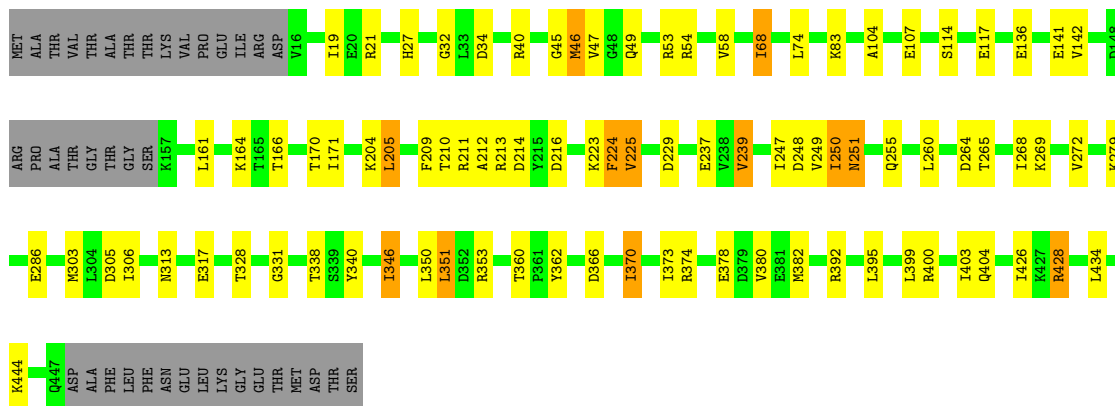 MET ALA THR VAL THR ALA THR THR LYS VAL PRO GLU ILE ARG ASP V16 I19 E20 R21 H27 G32 L33 D34 R40 G45 M46 V47 G48 Q49 R53 R54 V58 I68 L74 K83 A104 E107 S114 E117 E136 E141 V142 D148
ARG PRO ALA THR GLY THR GLY SER K157 L161 K164 T165 T166 T170 I171 K204 L205 F209 T210 R211 A212 R213 D214 Y215 D216 K223 F224 V225 D229 E237 V238 V239 I247 D248 V249 I250 N251 Q255 L260 D264 T265 I268 K269 V272
E286 M303 L304 D305 I306 N313 E317 T328 G331 T338 S339 Y340 I346 L350 L351 D352 R353 T360 P361 Y362 D366 I370 I373 R374 E378 D379 V380 E381 M382 R392 L395 L399 R400 I403 Q404 I426 K427 R428 L434
K444 Q447 ASP ALA PHE LEU PHE ASN GLU LEU LYS GLY GLU THR MET ASP THR SER